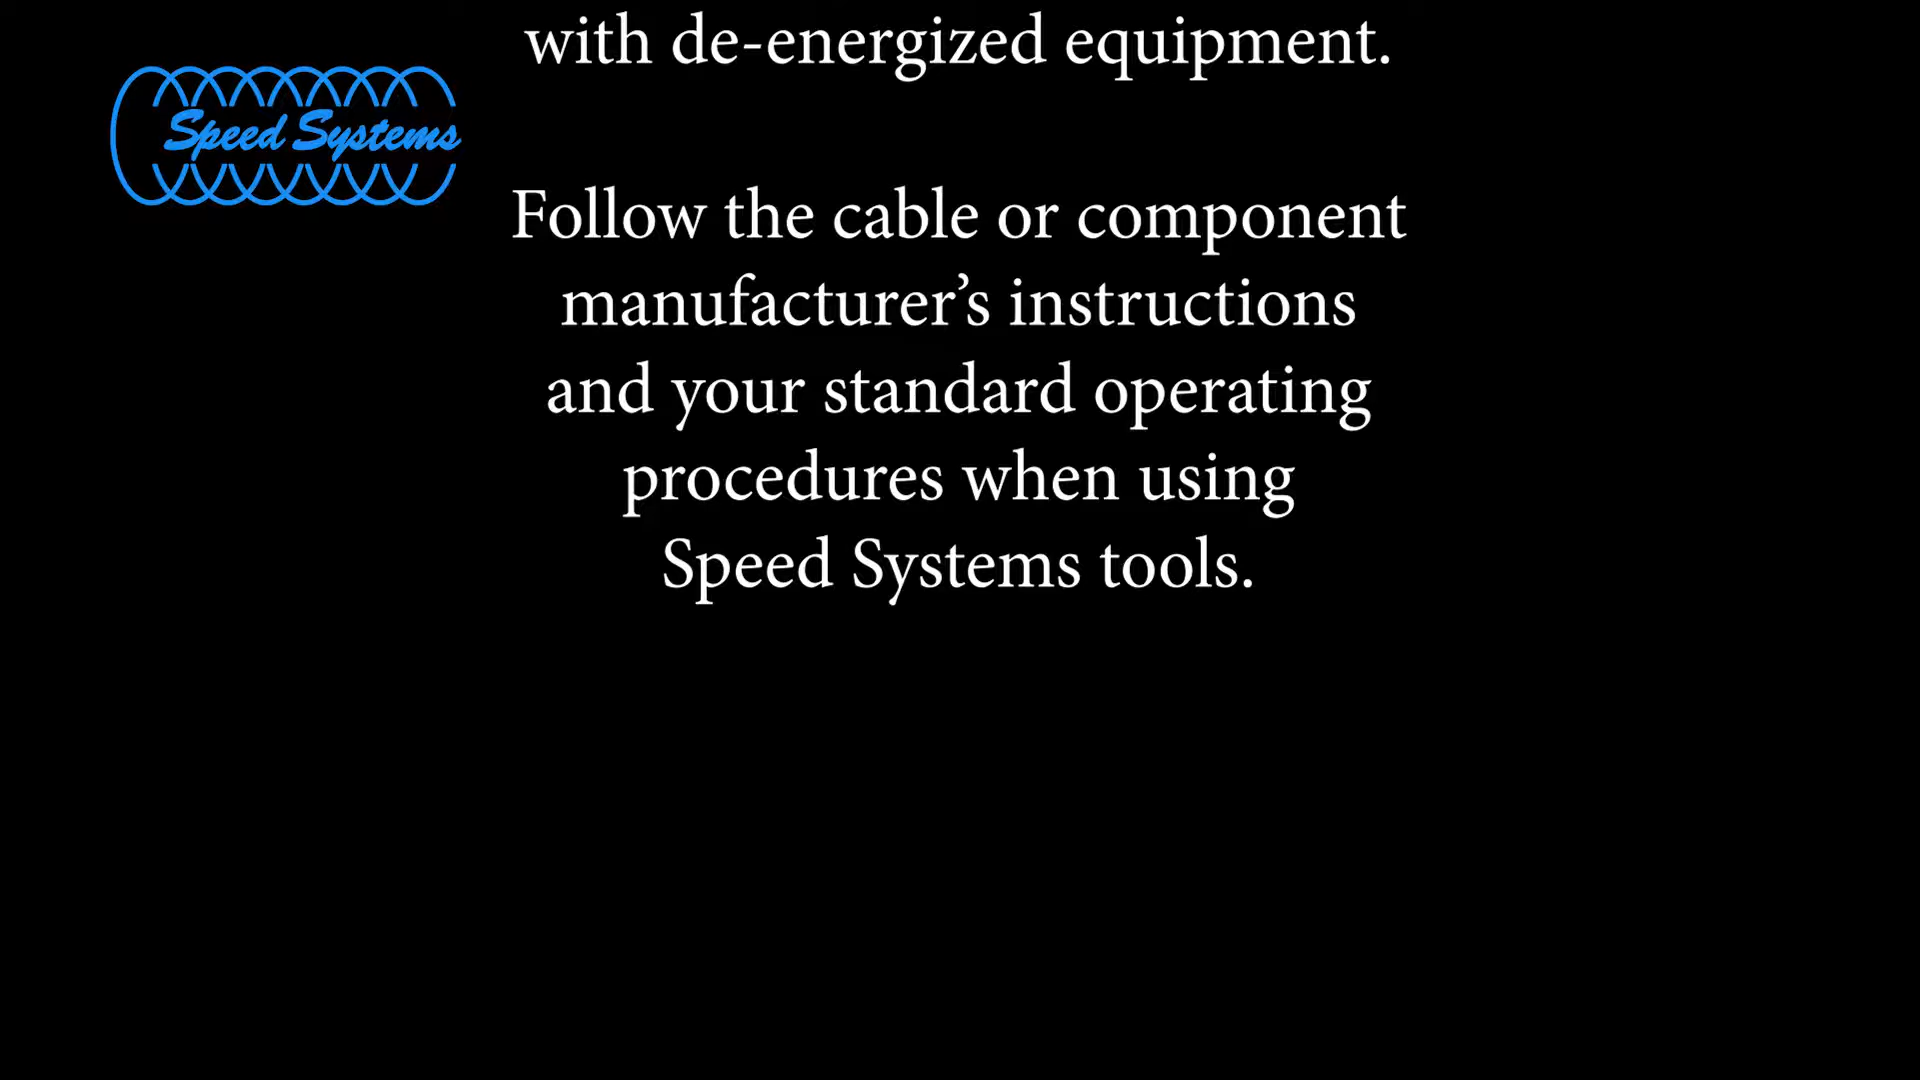 with de-energized equipment.
Speed Systems
Follow the cable or component
manufacturer’s instructions
and your standard operating
procedures when using
Speed Systems tools.